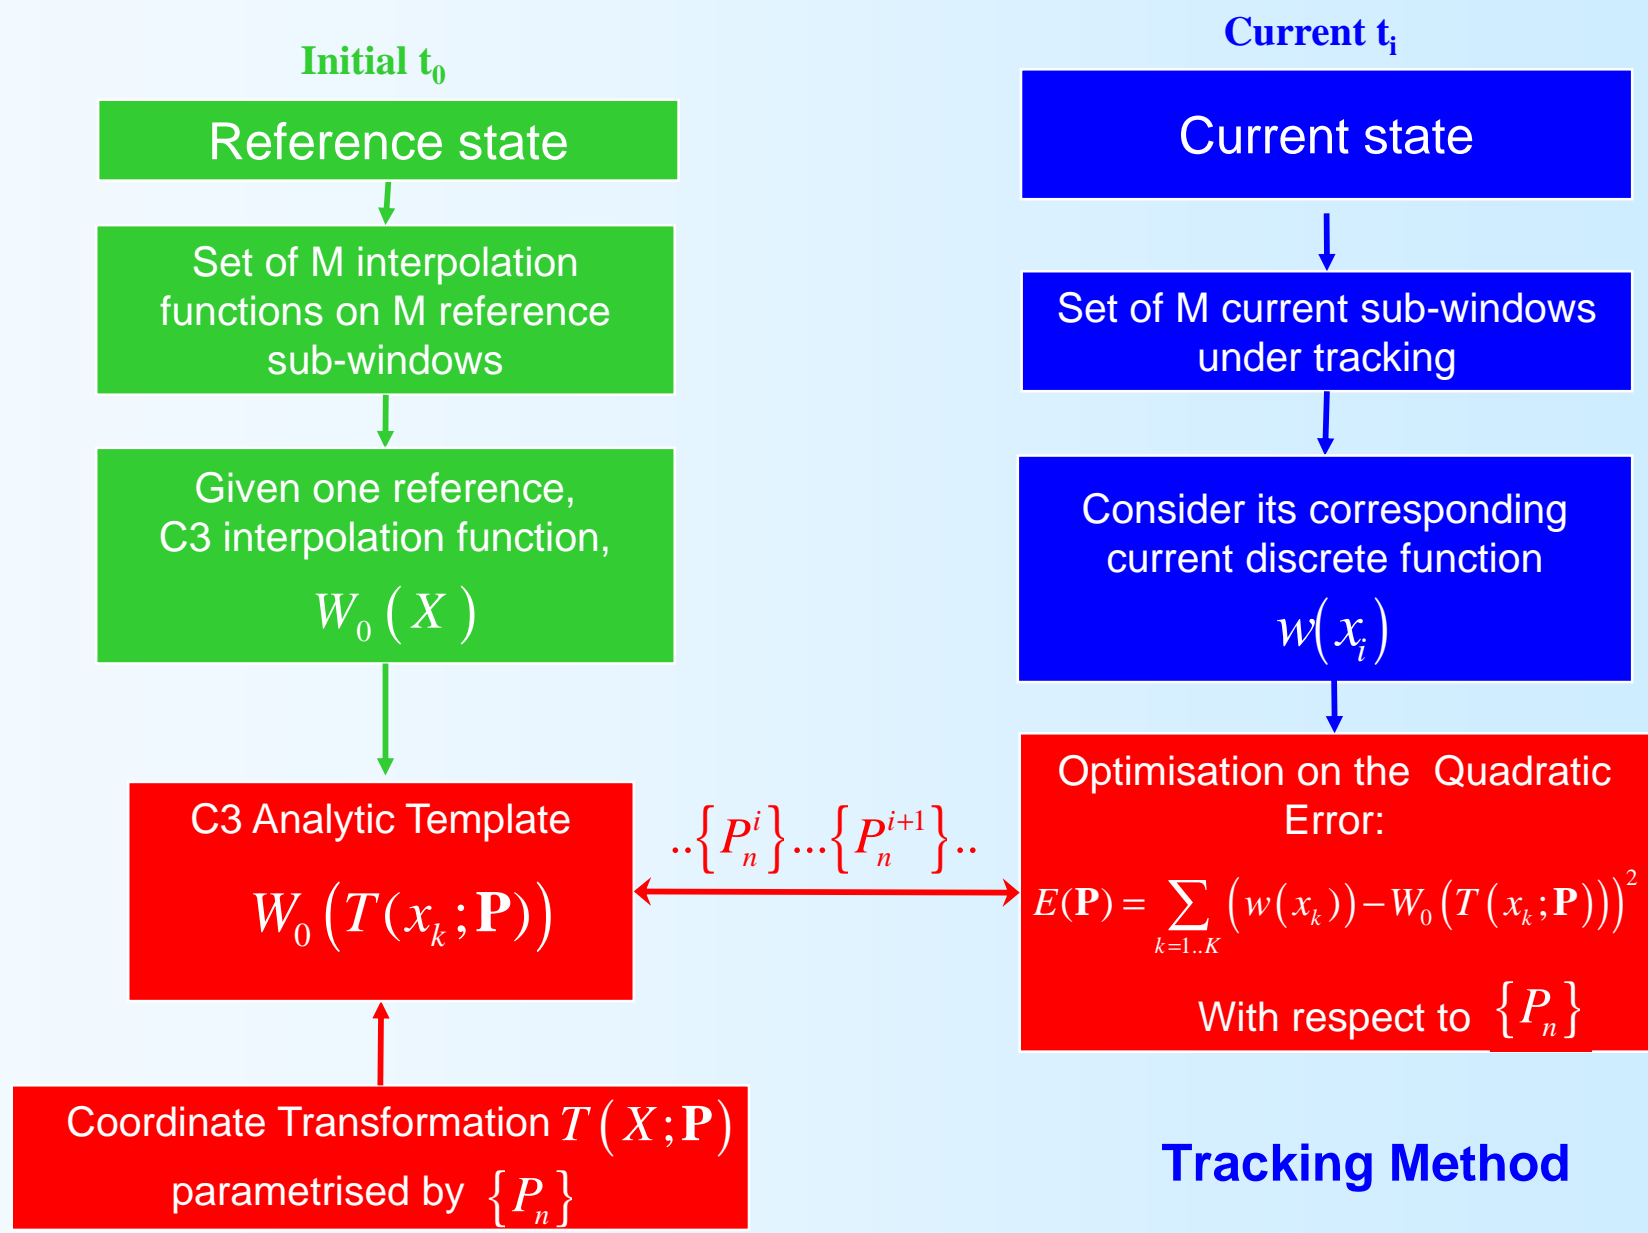 Initial t₀
Reference state
Set of M interpolation
functions on M reference
sub-windows
Given one reference,
C3 interpolation function,
W₀(X)
C3 Analytic Template
W₀(T(xₖ;P))
Coordinate Transformation T(X;P)
parametrised by {Pₙ}
..{Pₙⁱ}...{Pₙⁱ⁺¹}..
Current tᵢ
Current state
Set of M current sub-windows
under tracking
Consider its corresponding
current discrete function
w(xᵢ)
Optimisation on the Quadratic
Error:
E(P) = ∑ₖ₌₁..K (w(xₖ)) − W₀(T(xₖ;P)))²
With respect to {Pₙ}
Tracking Method